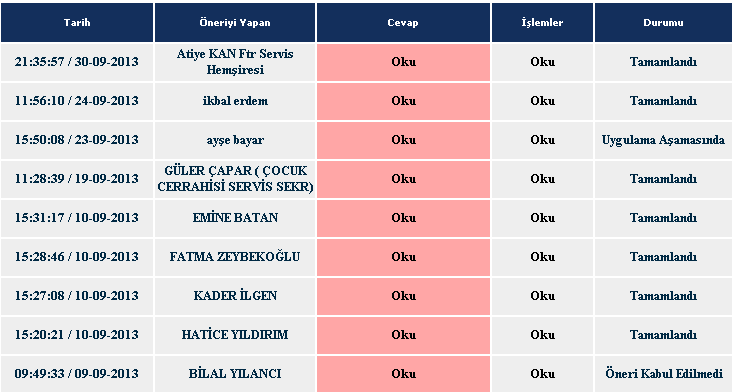 Tarih Öneriyi Yapan Cevap İşlemler Durumu
21:35:57 / 30-09-2013 Atiye KAN Ftr Servis Hemşiresi Oku Oku Tamamlandı
11:56:10 / 24-09-2013 ikbal erdem Oku Oku Tamamlandı
15:50:08 / 23-09-2013 ayşe bayar Oku Oku Uygulama Aşamasında
11:28:39 / 19-09-2013 GÜLER ÇAPAR ( ÇOCUK CERRAHİSİ SERVİS SEKR) Oku Oku Tamamlandı
15:31:17 / 10-09-2013 EMİNE BATAN Oku Oku Tamamlandı
15:28:46 / 10-09-2013 FATMA ZEYBEKOĞLU Oku Oku Tamamlandı
15:27:08 / 10-09-2013 KADER İLGEN Oku Oku Tamamlandı
15:20:21 / 10-09-2013 HATİCE YILDIRIM Oku Oku Tamamlandı
09:49:33 / 09-09-2013 BİLAL YILANCI Oku Oku Öneri Kabul Edilmedi